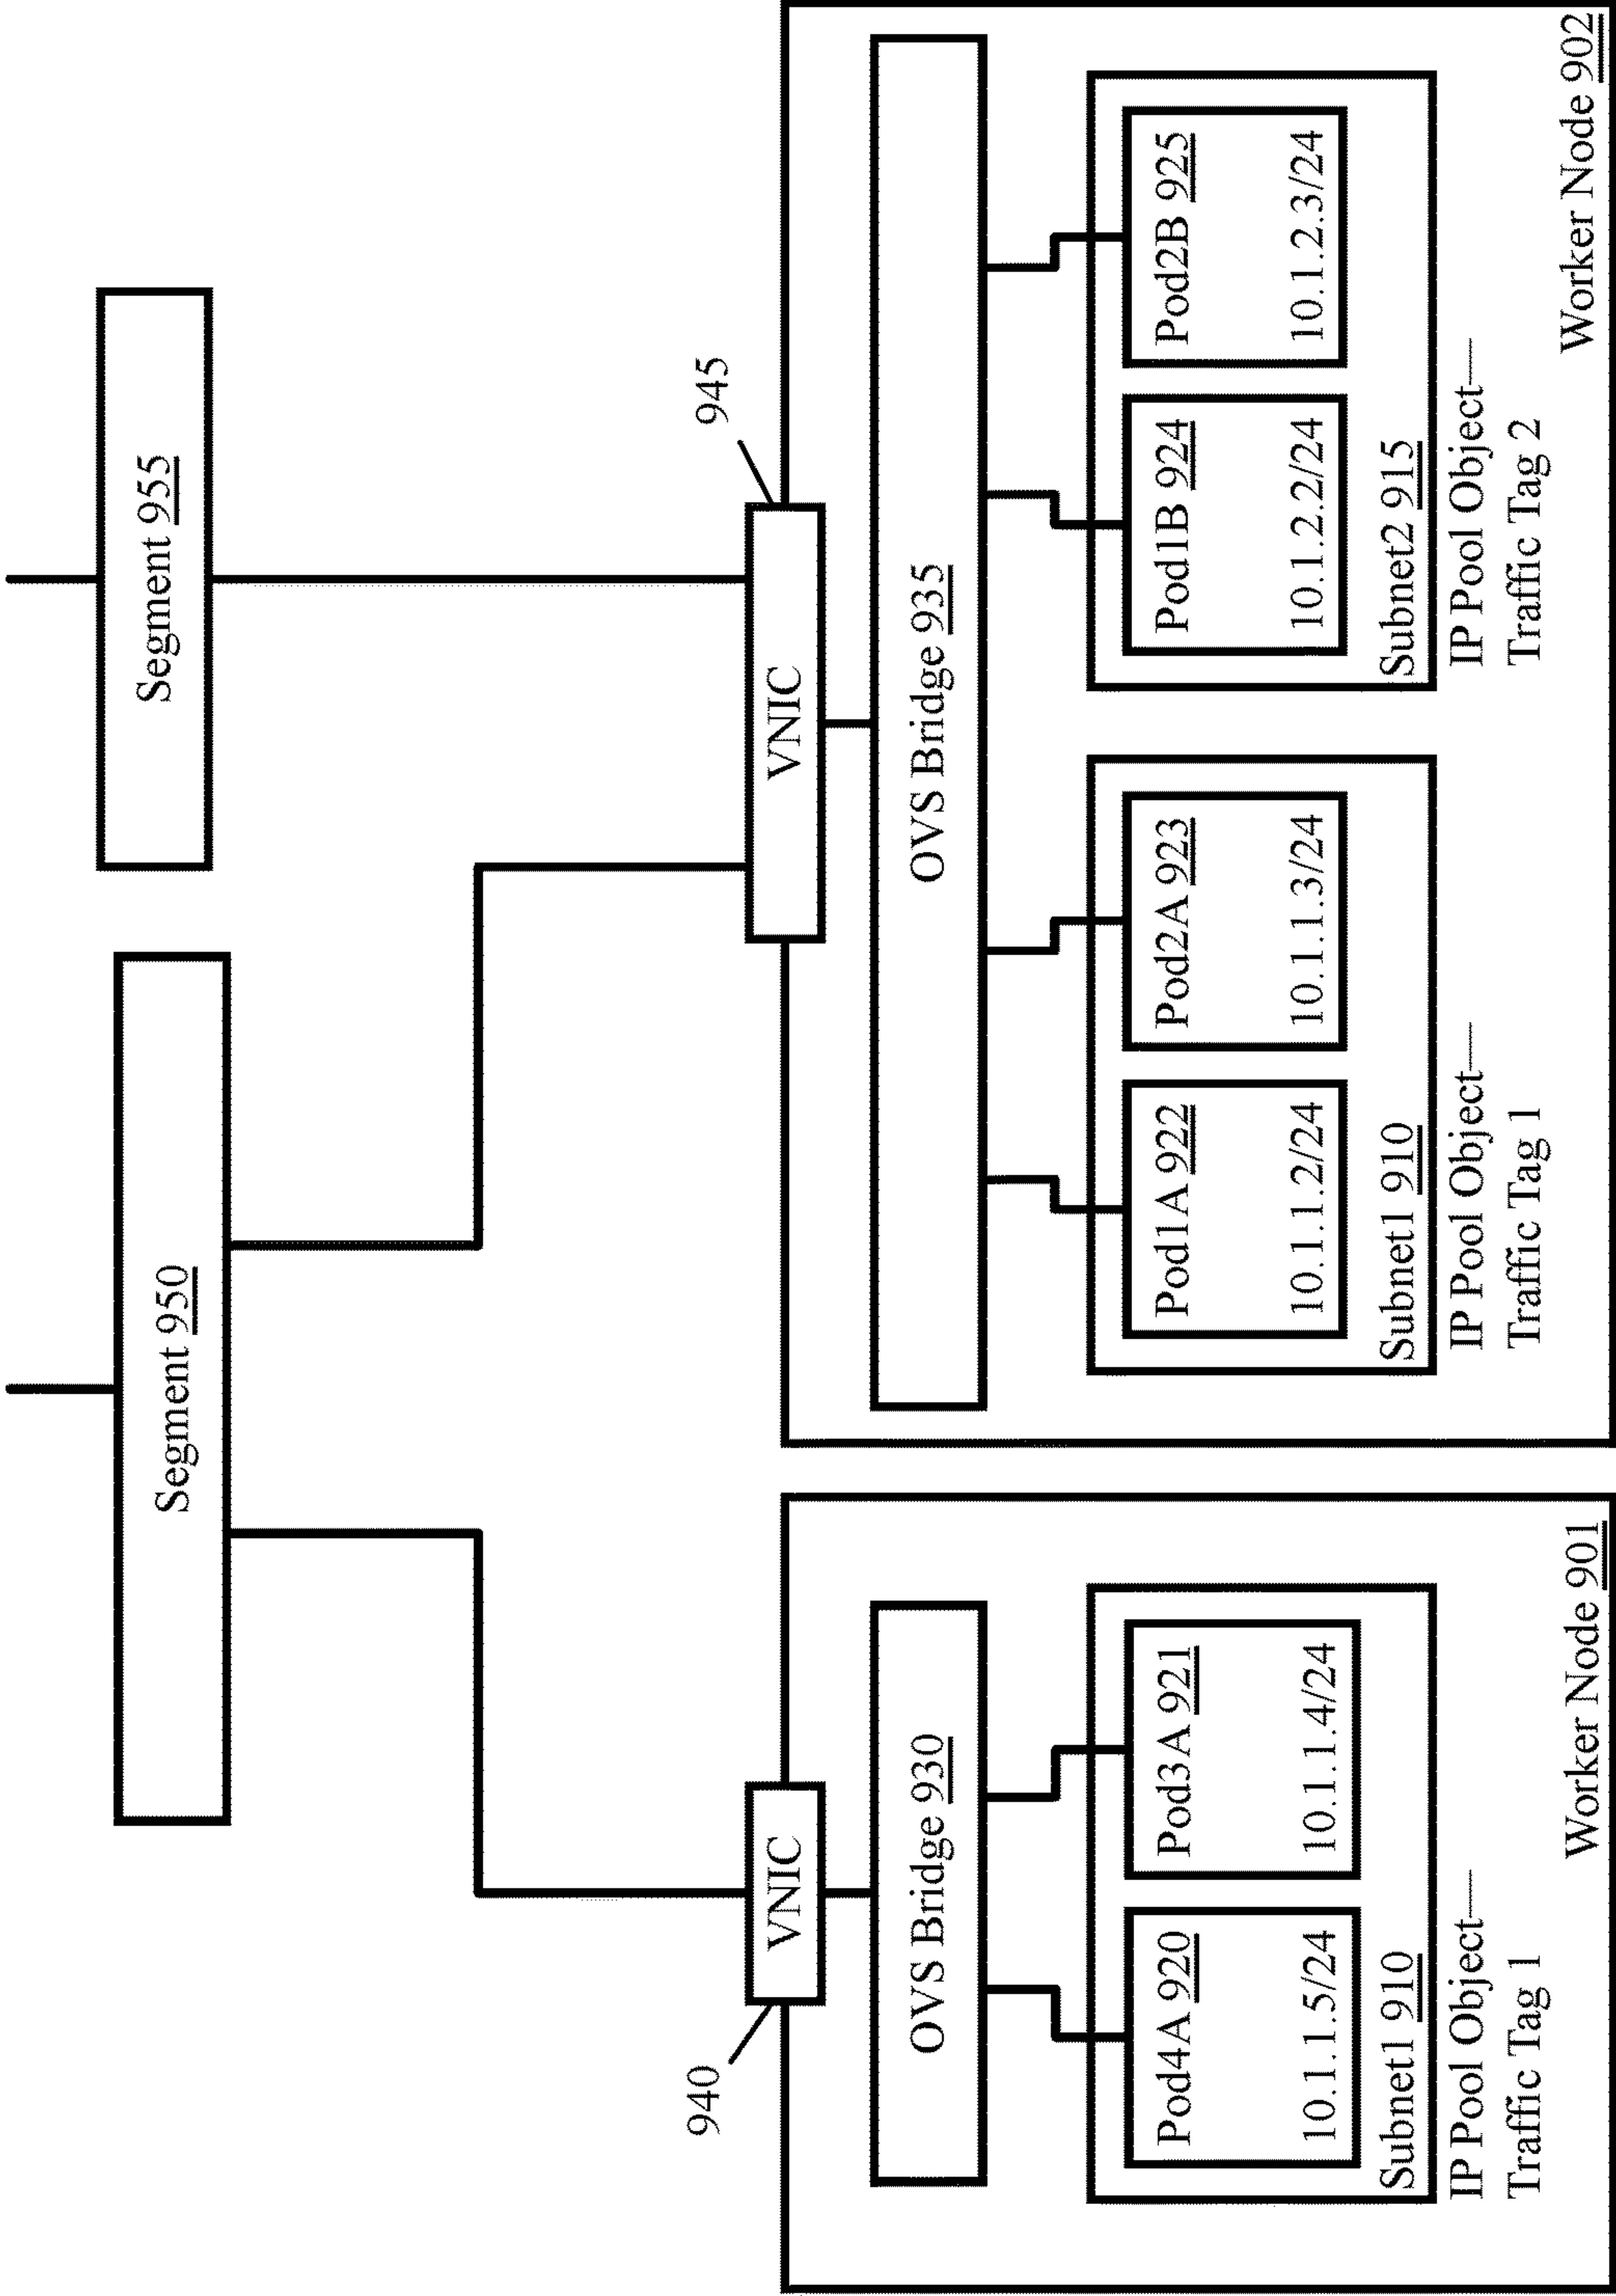 Segment 950
Segment 955
940
VNIC
945
VNIC
OVS Bridge 930
OVS Bridge 935
Pod4A 920
10.1.1.5/24
Pod3A 921
10.1.1.4/24
Subnet1 910
IP Pool Object—
Traffic Tag 1
Worker Node 901
Pod1A 922
10.1.1.2/24
Pod2A 923
10.1.1.3/24
Subnet1 910
IP Pool Object—
Traffic Tag 1
Pod1B 924
10.1.2.2/24
Pod2B 925
10.1.2.3/24
Subnet2 915
IP Pool Object—
Traffic Tag 2
Worker Node 902